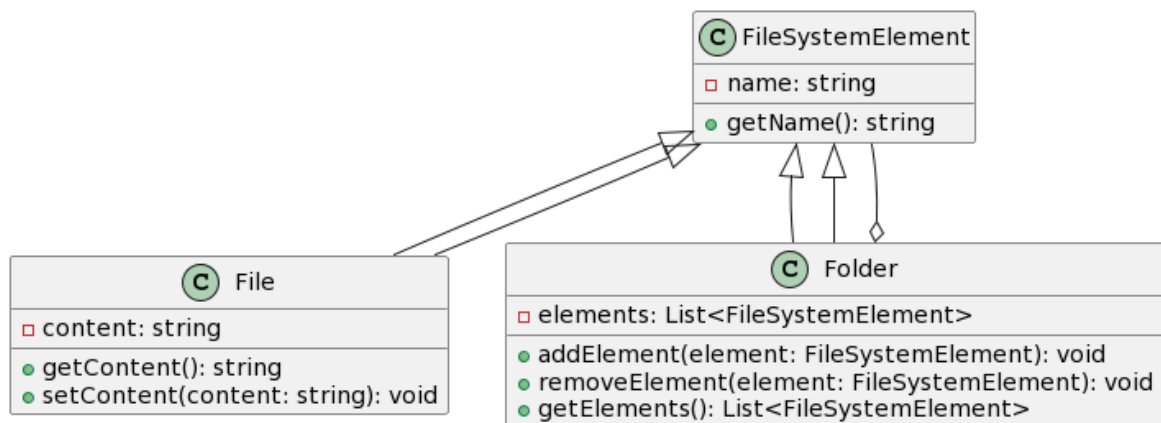 C FileSystemElement
name: string
getName(): string
C File
content: string
getContent(): string
setContent(content: string): void
C Folder
elements: List<FileSystemElement>
addElement(element: FileSystemElement): void
removeElement(element: FileSystemElement): void
getElements(): List<FileSystemElement>